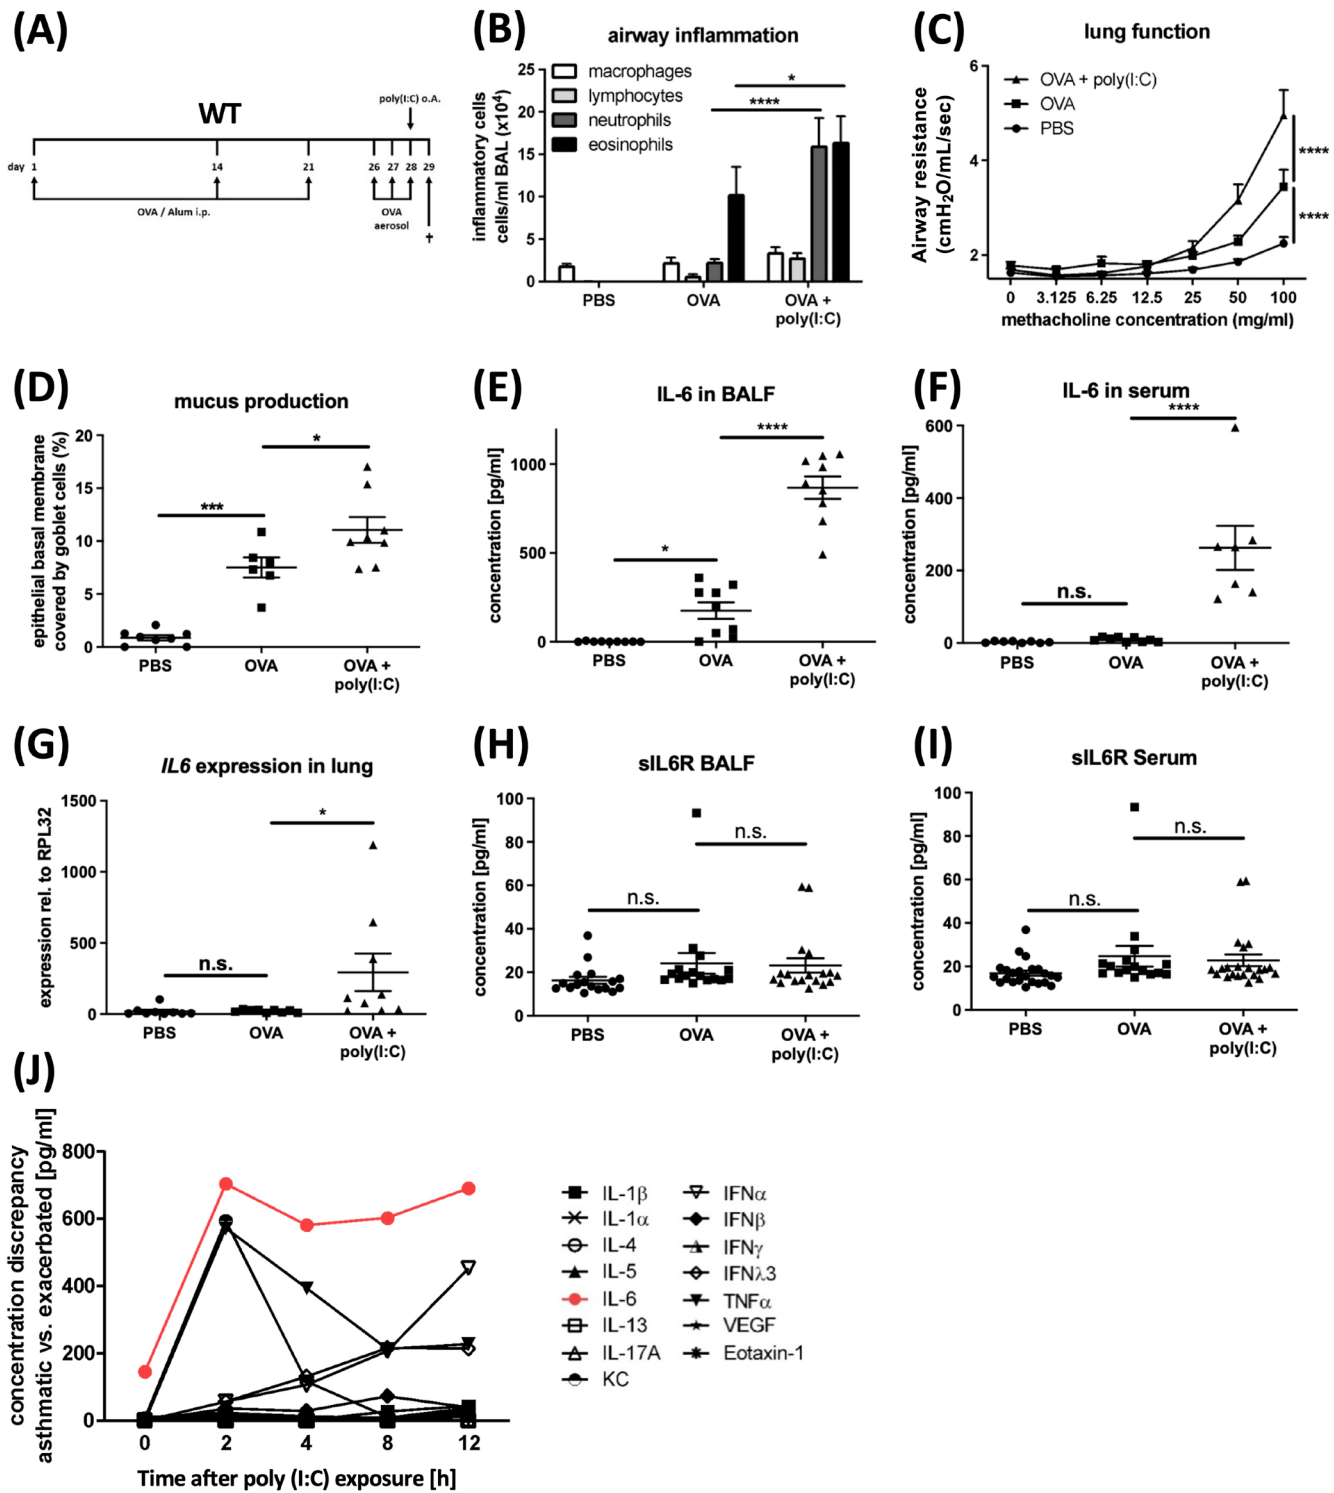 (A)
WT
poly(I:C) o.A.
day 1 14 21 26 27 28 29
OVA / Alum i.p.
OVA
aerosol
†
(B)
airway inflammation
inflammatory cells
cells/ml BAL (x10⁴)
25
20
15
10
5
0
macrophages
lymphocytes
neutrophils
eosinophils
*
****
PBS OVA OVA +
poly(I:C)
(C)
lung function
Airway resistance
(cmH₂O/mL/sec)
6
4
2
OVA + poly(I:C)
OVA
PBS
****
****
0 3.125 6.25 12.5 25 50 100
methacholine concentration (mg/ml)
(D)
mucus production
epithelial basal membrane
covered by goblet cells (%)
20
15
10
5
0
***
*
PBS OVA OVA +
poly(I:C)
(E)
IL-6 in BALF
concentration [pg/ml]
1000
500
0
*
****
PBS OVA OVA +
poly(I:C)
(F)
IL-6 in serum
concentration [pg/ml]
600
400
200
0
n.s.
****
PBS OVA OVA +
poly(I:C)
(G)
IL6 expression in lung
expression rel. to RPL32
1500
1000
500
0
n.s.
*
PBS OVA OVA +
poly(I:C)
(H)
sIL6R BALF
concentration [pg/ml]
100
80
60
40
20
0
n.s.
n.s.
PBS OVA OVA +
poly(I:C)
(I)
sIL6R Serum
concentration [pg/ml]
100
80
60
40
20
0
n.s.
n.s.
PBS OVA OVA +
poly(I:C)
(J)
concentration discrepancy
asthmatic vs. exacerbated [pg/ml]
800
600
400
200
0
0 2 4 8 12
Time after poly (I:C) exposure [h]
IL-1β
IL-1α
IL-4
IL-5
IL-6
IL-13
IL-17A
KC
IFNα
IFNβ
IFNγ
IFNλ3
TNFα
VEGF
Eotaxin-1